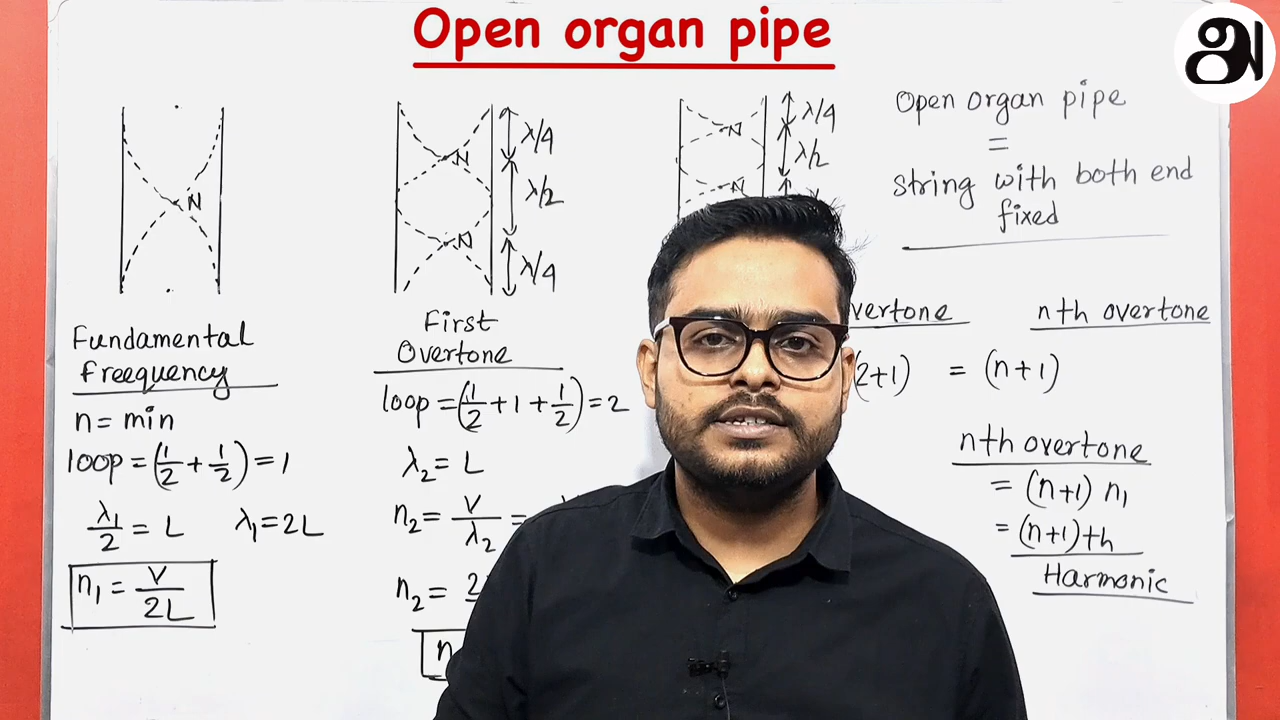 Open organ pipe
N
N
N
λ/4
λ/2
λ/4
N
N
λ/4
λ/2
Open organ pipe
=
string with both end
fixed
Fundamental
freequency
n = min
loop = (1/2 + 1/2) = 1
λ₁/2 = L λ₁ = 2L
n₁ = V/2L
First
Overtone
loop = (1/2 + 1 + 1/2) = 2
λ₂ = L
n₂ = V/λ₂ =
n₂ = 2
n
vertone
(2+1)
nth overtone
= (n+1)
nth overtone
= (n+1) n₁
= (n+1)th
Harmonic